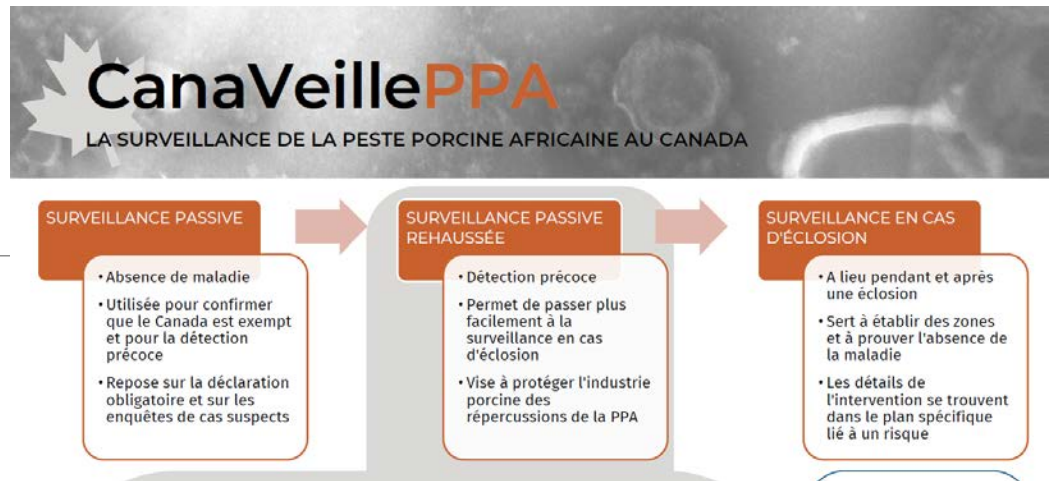 CanaVeillePPA
LA SURVEILLANCE DE LA PESTE PORCINE AFRICAINE AU CANADA
SURVEILLANCE PASSIVE
• Absence de maladie
• Utilisée pour confirmer
que le Canada est exempt
et pour la détection
précoce
• Repose sur la déclaration
obligatoire et sur les
enquêtes de cas suspects
SURVEILLANCE PASSIVE
REHAUSSÉE
• Détection précoce
• Permet de passer plus
facilement à la
surveillance en cas
d'éclosion
• Vise à protéger l'industrie
porcine des
répercussions de la PPA
SURVEILLANCE EN CAS
D'ÉCLOSION
• A lieu pendant et après
une éclosion
• Sert à établir des zones
et à prouver l'absence de
la maladie
• Les détails de
l'intervention se trouvent
dans le plan spécifique
lié à un risque